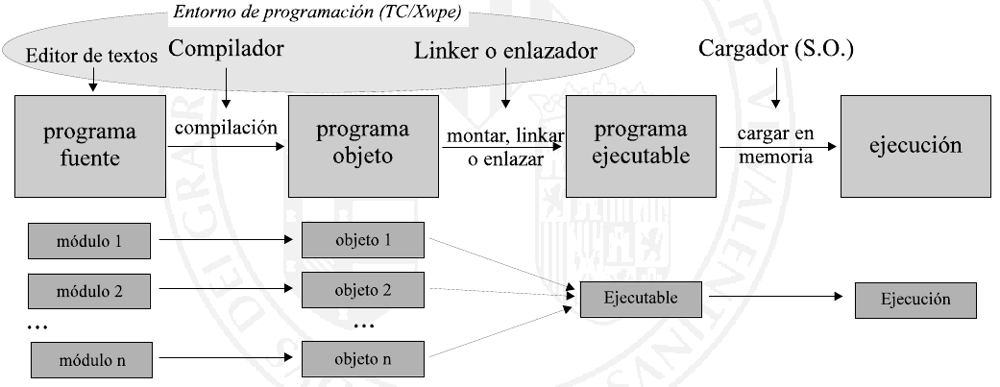 Entorno de programación (TC/Xwpe)
Editor de textos
Compilador
Linker o enlazador
Cargador (S.O.)
programa
fuente
compilación
programa
objeto
montar, linkar
o enlazar
programa
ejecutable
cargar en
memoria
ejecución
módulo 1
objeto 1
módulo 2
objeto 2
Ejecutable
Ejecución
...
...
módulo n
objeto n